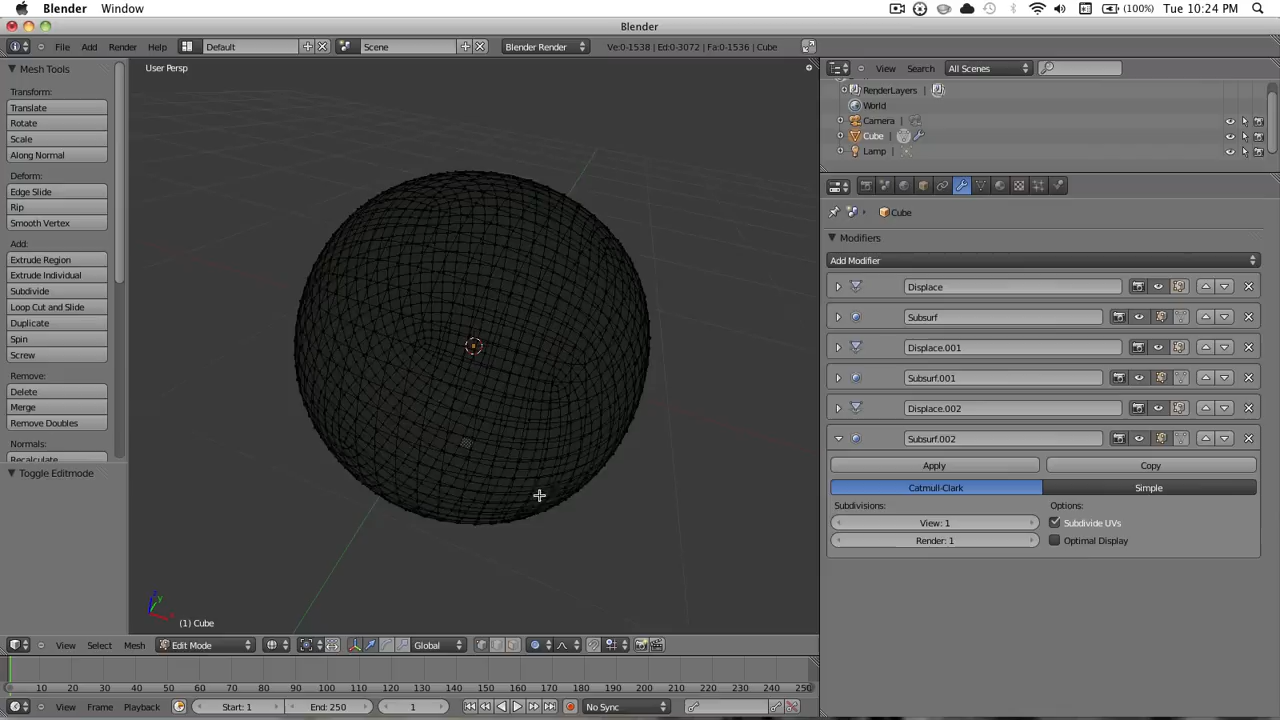 Blender Window (100%) Tue 10:24 PM
Blender
File Add Render Help Default Scene Blender Render Ve:0-1538 | Ed:0-3072 | Fa:0-1536 | Cube
Mesh Tools
Transform:
Translate
Rotate
Scale
Along Normal
Deform:
Edge Slide
Rip
Smooth Vertex
Add:
Extrude Region
Extrude Individual
Subdivide
Loop Cut and Slide
Duplicate
Spin
Screw
Remove:
Delete
Merge
Remove Doubles
Normals:
Toggle Editmode
User Persp
(1) Cube
View Select Mesh Edit Mode Global
View Search All Scenes
RenderLayers
World
Camera
Cube
Lamp
Cube
Modifiers
Add Modifier
Displace
Subsurf
Displace.001
Subsurf.001
Displace.002
Subsurf.002
Apply Copy
Catmull-Clark Simple
Subdivisions: Options:
View: 1 Subdivide UVs
Render: 1 Optimal Display
0 10 20 30 40 50 60 70 80 90 100 110 120 130 140 150 160 170 180 190 200 210 220 230 240 250
View Frame Playback Start: 1 End: 250 1 No Sync